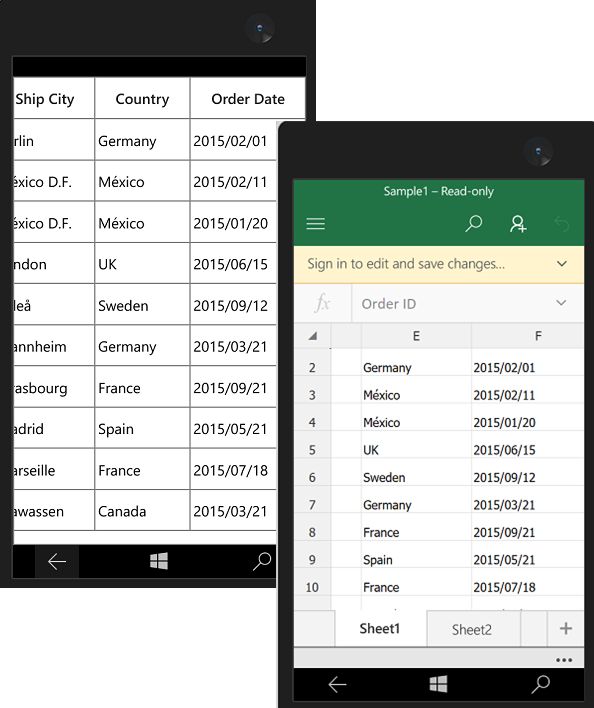 Ship City Country Order Date
rlin Germany 2015/02/01
éxico D.F. México 2015/02/11
éxico D.F. México 2015/01/20
ndon UK 2015/06/15
leå Sweden 2015/09/12
annheim Germany 2015/03/21
rasbourg France 2015/09/21
adrid Spain 2015/05/21
arseille France 2015/07/18
awassen Canada 2015/03/21
Sample1 – Read-only
Sign in to edit and save changes...
fx Order ID
E F
2 Germany 2015/02/01
3 México 2015/02/11
4 México 2015/01/20
5 UK 2015/06/15
6 Sweden 2015/09/12
7 Germany 2015/03/21
8 France 2015/09/21
9 Spain 2015/05/21
10 France 2015/07/18
Sheet1 Sheet2 +